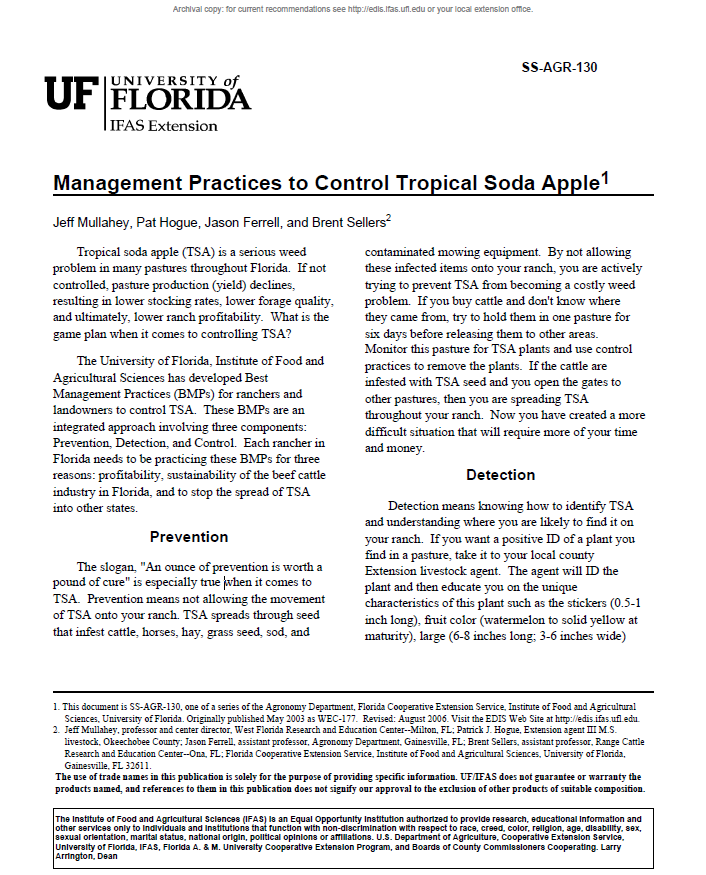 Archival copy: for current recommendations see http://edis.ifas.ufl.edu or your local extension office.
SS-AGR-130
UF UNIVERSITY of
FLORIDA
IFAS Extension
Management Practices to Control Tropical Soda Apple1
Jeff Mullahey, Pat Hogue, Jason Ferrell, and Brent Sellers2
Tropical soda apple (TSA) is a serious weed
problem in many pastures throughout Florida. If not
controlled, pasture production (yield) declines,
resulting in lower stocking rates, lower forage quality,
and ultimately, lower ranch profitability. What is the
game plan when it comes to controlling TSA?
The University of Florida, Institute of Food and
Agricultural Sciences has developed Best
Management Practices (BMPs) for ranchers and
landowners to control TSA. These BMPs are an
integrated approach involving three components:
Prevention, Detection, and Control. Each rancher in
Florida needs to be practicing these BMPs for three
reasons: profitability, sustainability of the beef cattle
industry in Florida, and to stop the spread of TSA
into other states.
Prevention
The slogan, "An ounce of prevention is worth a
pound of cure" is especially true when it comes to
TSA. Prevention means not allowing the movement
of TSA onto your ranch. TSA spreads through seed
that infest cattle, horses, hay, grass seed, sod, and
contaminated mowing equipment. By not allowing
these infected items onto your ranch, you are actively
trying to prevent TSA from becoming a costly weed
problem. If you buy cattle and don't know where
they came from, try to hold them in one pasture for
six days before releasing them to other areas.
Monitor this pasture for TSA plants and use control
practices to remove the plants. If the cattle are
infested with TSA seed and you open the gates to
other pastures, then you are spreading TSA
throughout your ranch. Now you have created a more
difficult situation that will require more of your time
and money.
Detection
Detection means knowing how to identify TSA
and understanding where you are likely to find it on
your ranch. If you want a positive ID of a plant you
find in a pasture, take it to your local county
Extension livestock agent. The agent will ID the
plant and then educate you on the unique
characteristics of this plant such as the stickers (0.5-1
inch long), fruit color (watermelon to solid yellow at
maturity), large (6-8 inches long; 3-6 inches wide)
1. This document is SS-AGR-130, one of a series of the Agronomy Department, Florida Cooperative Extension Service, Institute of Food and Agricultural
Sciences, University of Florida. Originally published May 2003 as WEC-177. Revised: August 2006. Visit the EDIS Web Site at http://edis.ifas.ufl.edu.
2. Jeff Mullahey, professor and center director, West Florida Research and Education Center--Milton, FL; Patrick J. Hogue, Extension agent III M.S.
livestock, Okeechobee County; Jason Ferrell, assistant professor, Agronomy Department, Gainesville, FL; Brent Sellers, assistant professor, Range Cattle
Research and Education Center--Ona, FL; Florida Cooperative Extension Service, Institute of Food and Agricultural Sciences, University of Florida,
Gainesville, FL 32611.
The use of trade names in this publication is solely for the purpose of providing specific information. UF/IFAS does not guarantee or warranty the
products named, and references to them in this publication does not signify our approval to the exclusion of other products of suitable composition.
The Institute of Food and Agricultural Sciences (IFAS) is an Equal Opportunity Institution authorized to provide research, educational information and
other services only to individuals and institutions that function with non-discrimination with respect to race, creed, color, religion, age, disability, sex,
sexual orientation, marital status, national origin, political opinions or affiliations. U.S. Department of Agriculture, Cooperative Extension Service,
University of Florida, IFAS, Florida A. & M. University Cooperative Extension Program, and Boards of County Commissioners Cooperating. Larry
Arrington, Dean